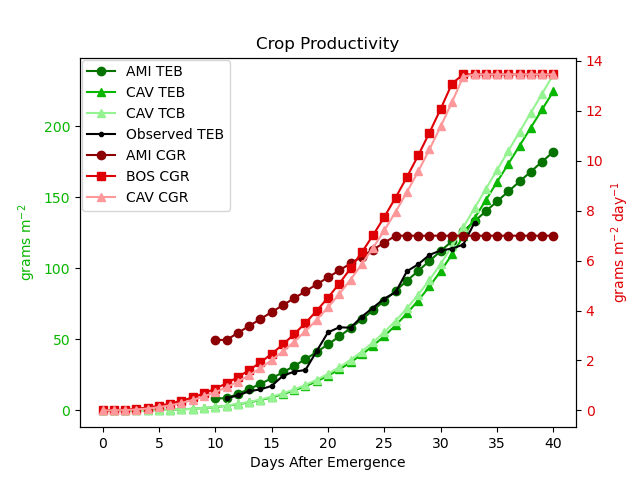 Crop Productivity
AMI TEB
CAV TEB
CAV TCB
Observed TEB
AMI CGR
BOS CGR
CAV CGR
grams m⁻²
0
50
100
150
200
grams m⁻² day⁻¹
0
2
4
6
8
10
12
14
0 5 10 15 20 25 30 35 40
Days After Emergence